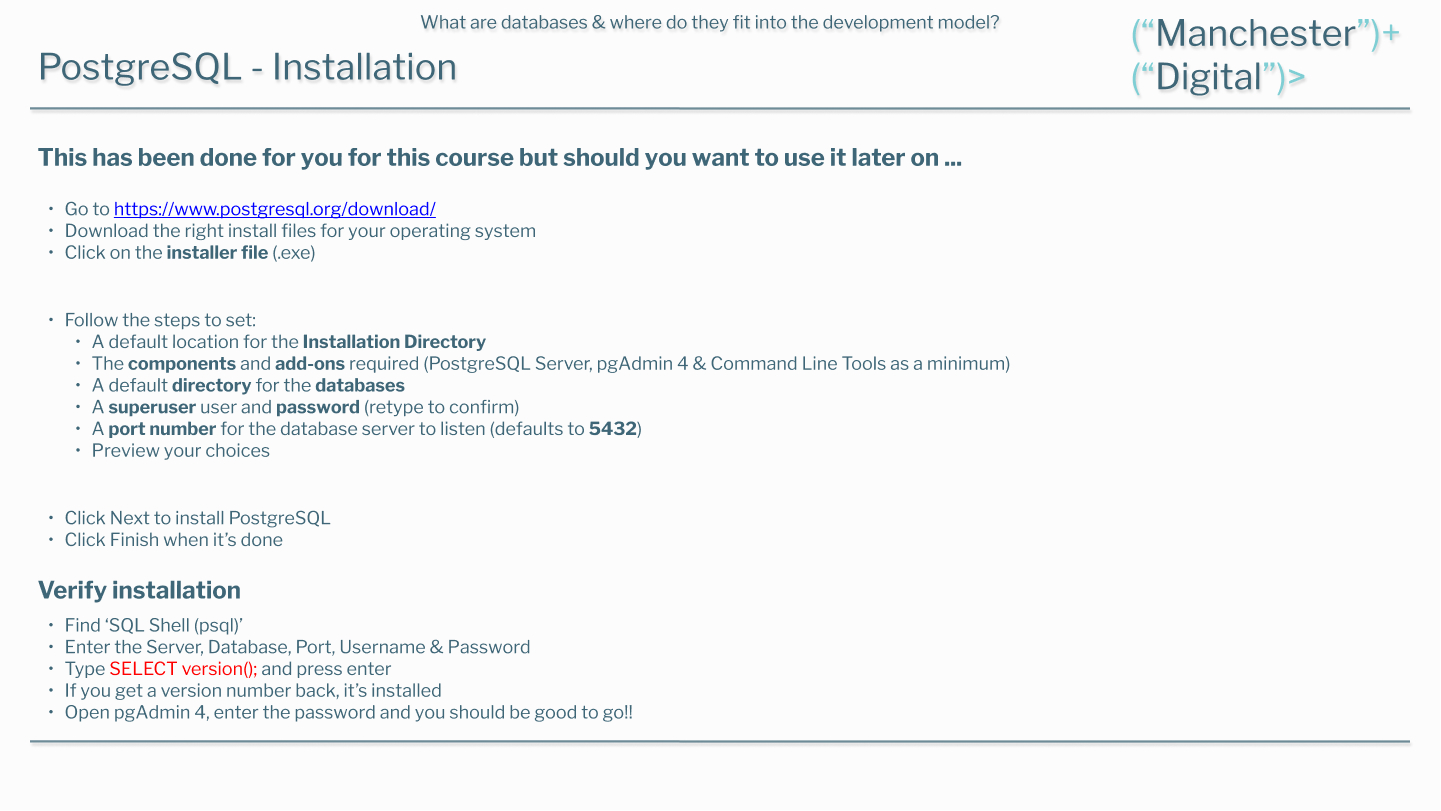 What are databases & where do they fit into the development model?
PostgreSQL - Installation
(“Manchester”)+
(“Digital”)>
This has been done for you for this course but should you want to use it later on ...
• Go to https://www.postgresql.org/download/
• Download the right install files for your operating system
• Click on the installer file (.exe)
• Follow the steps to set:
• A default location for the Installation Directory
• The components and add-ons required (PostgreSQL Server, pgAdmin 4 & Command Line Tools as a minimum)
• A default directory for the databases
• A superuser user and password (retype to confirm)
• A port number for the database server to listen (defaults to 5432)
• Preview your choices
• Click Next to install PostgreSQL
• Click Finish when it’s done
Verify installation
• Find ‘SQL Shell (psql)’
• Enter the Server, Database, Port, Username & Password
• Type SELECT version(); and press enter
• If you get a version number back, it’s installed
• Open pgAdmin 4, enter the password and you should be good to go!!